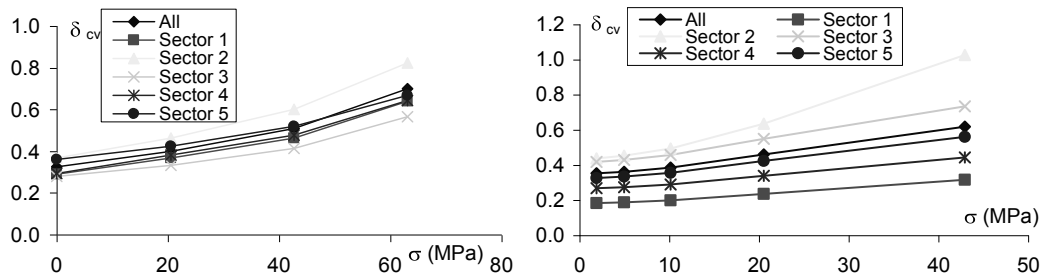 δ cv
All
Sector 1
Sector 2
Sector 3
Sector 4
Sector 5
1.0
0.8
0.6
0.4
0.2
0.0
0 20 40 60 80
σ (MPa)
δ cv
All Sector 1
Sector 2 Sector 3
Sector 4 Sector 5
1.2
1.0
0.8
0.6
0.4
0.2
0.0
σ (MPa)
0 10 20 30 40 50